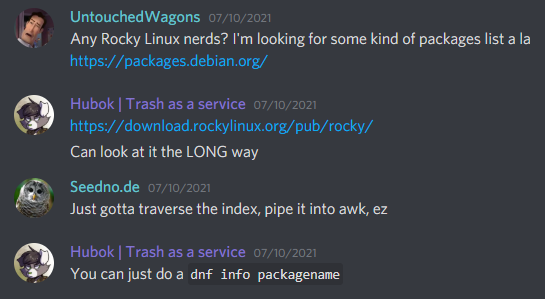 UntouchedWagons 07/10/2021
Any Rocky Linux nerds? I'm looking for some kind of packages list a la
https://packages.debian.org/
Hubok | Trash as a service 07/10/2021
https://download.rockylinux.org/pub/rocky/
Can look at it the LONG way
Seedno.de 07/10/2021
Just gotta traverse the index, pipe it into awk, ez
Hubok | Trash as a service 07/10/2021
You can just do a dnf info packagename